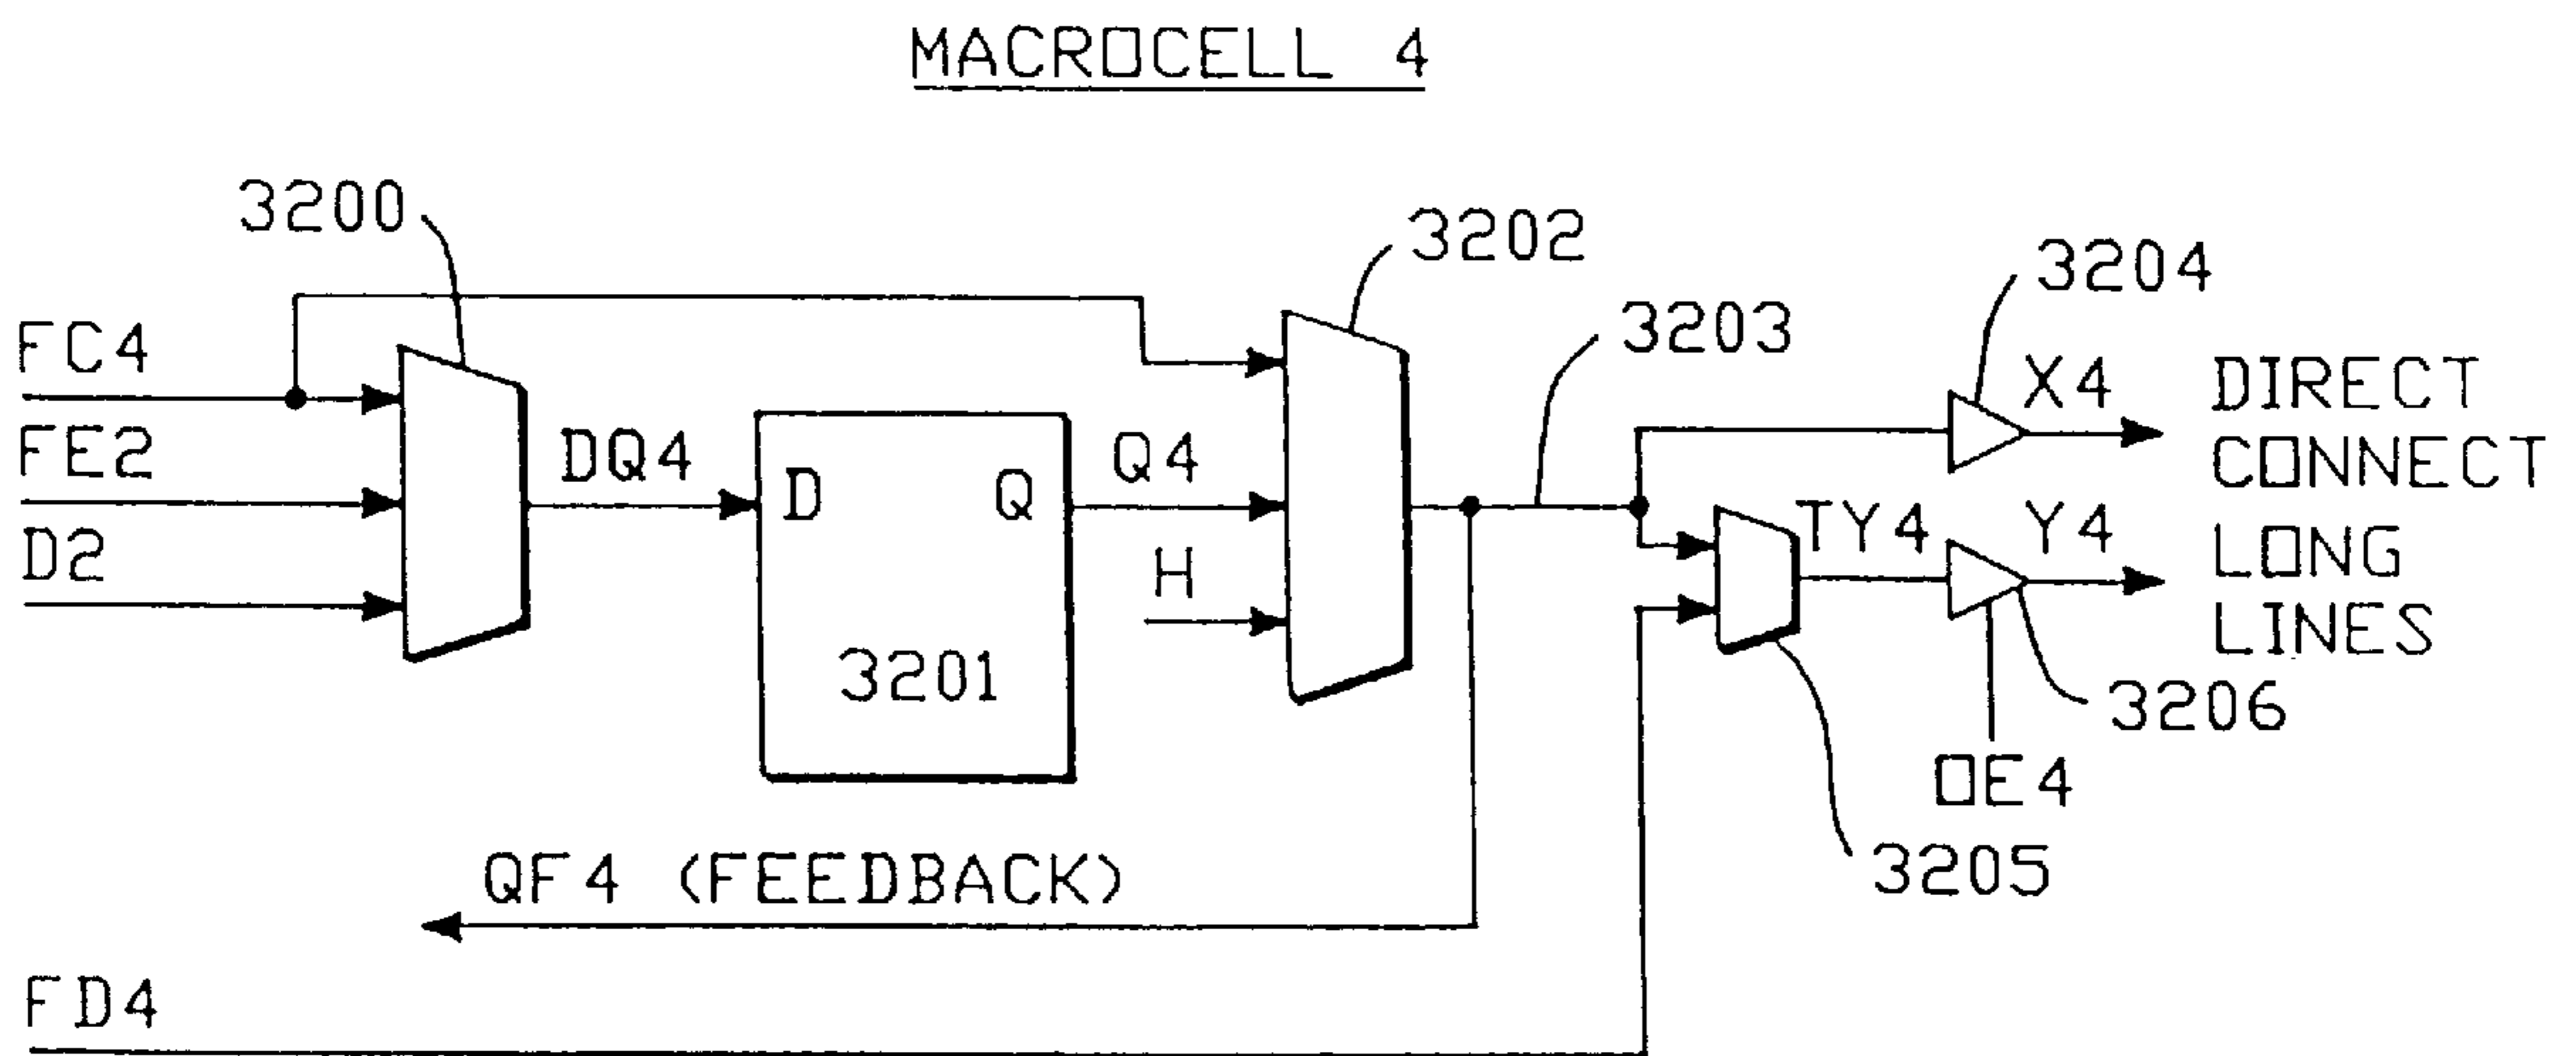 MACROCELL 4
3200
3202
3204
3203
FC4
X4
DIRECT
CONNECT
FE2
DQ4
D
Q
Q4
D2
H
TY4
Y4
LONG
LINES
3201
3206
OE4
3205
QF4 (FEEDBACK)
FD4